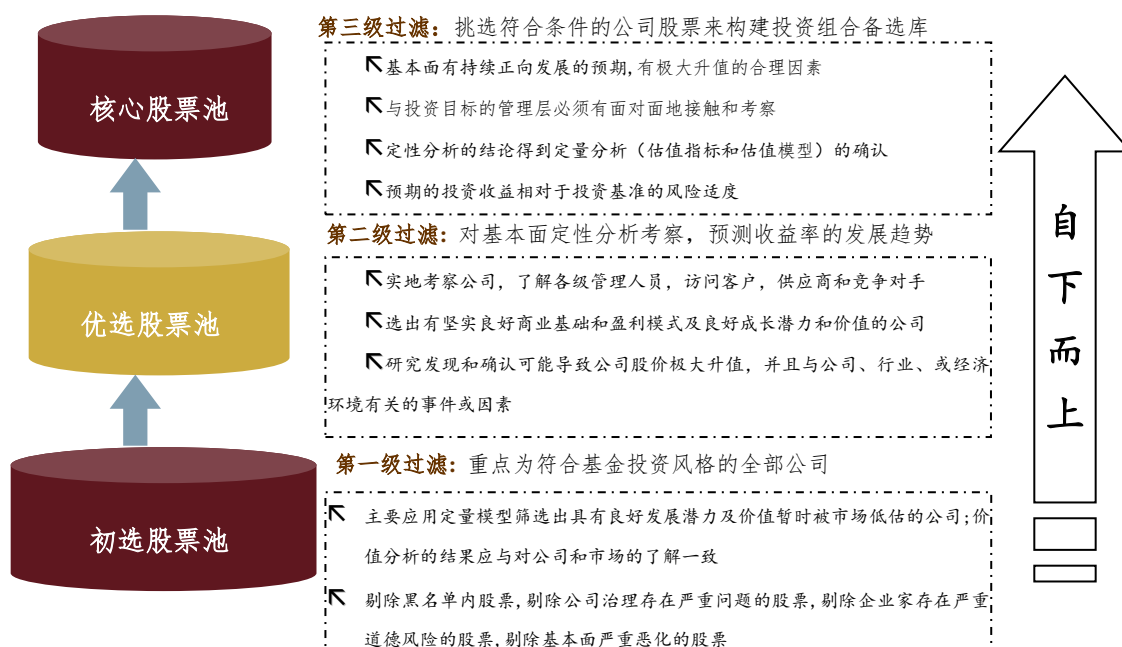 第三级过滤：挑选符合条件的公司股票来构建投资组合备选库
基本面有持续正向发展的预期,有极大升值的合理因素
与投资目标的管理层必须有面对面地接触和考察
定性分析的结论得到定量分析（估值指标和估值模型）的确认
预期的投资收益相对于投资基准的风险适度
核心股票池
第二级过滤：对基本面定性分析考察，预测收益率的发展趋势
实地考察公司，了解各级管理人员，访问客户，供应商和竞争对手
选出有坚实良好商业基础和盈利模式及良好成长潜力和价值的公司
研究发现和确认可能导致公司股价极大升值，并且与公司、行业、或经济
环境有关的事件或因素
优选股票池
第一级过滤：重点为符合基金投资风格的全部公司
主要应用定量模型筛选出具有良好发展潜力及价值暂时被市场低估的公司;价
值分析的结果应与对公司和市场的了解一致
剔除黑名单内股票,剔除公司治理存在严重问题的股票,剔除企业家存在严重
道德风险的股票,剔除基本面严重恶化的股票
初选股票池
自
下
而
上